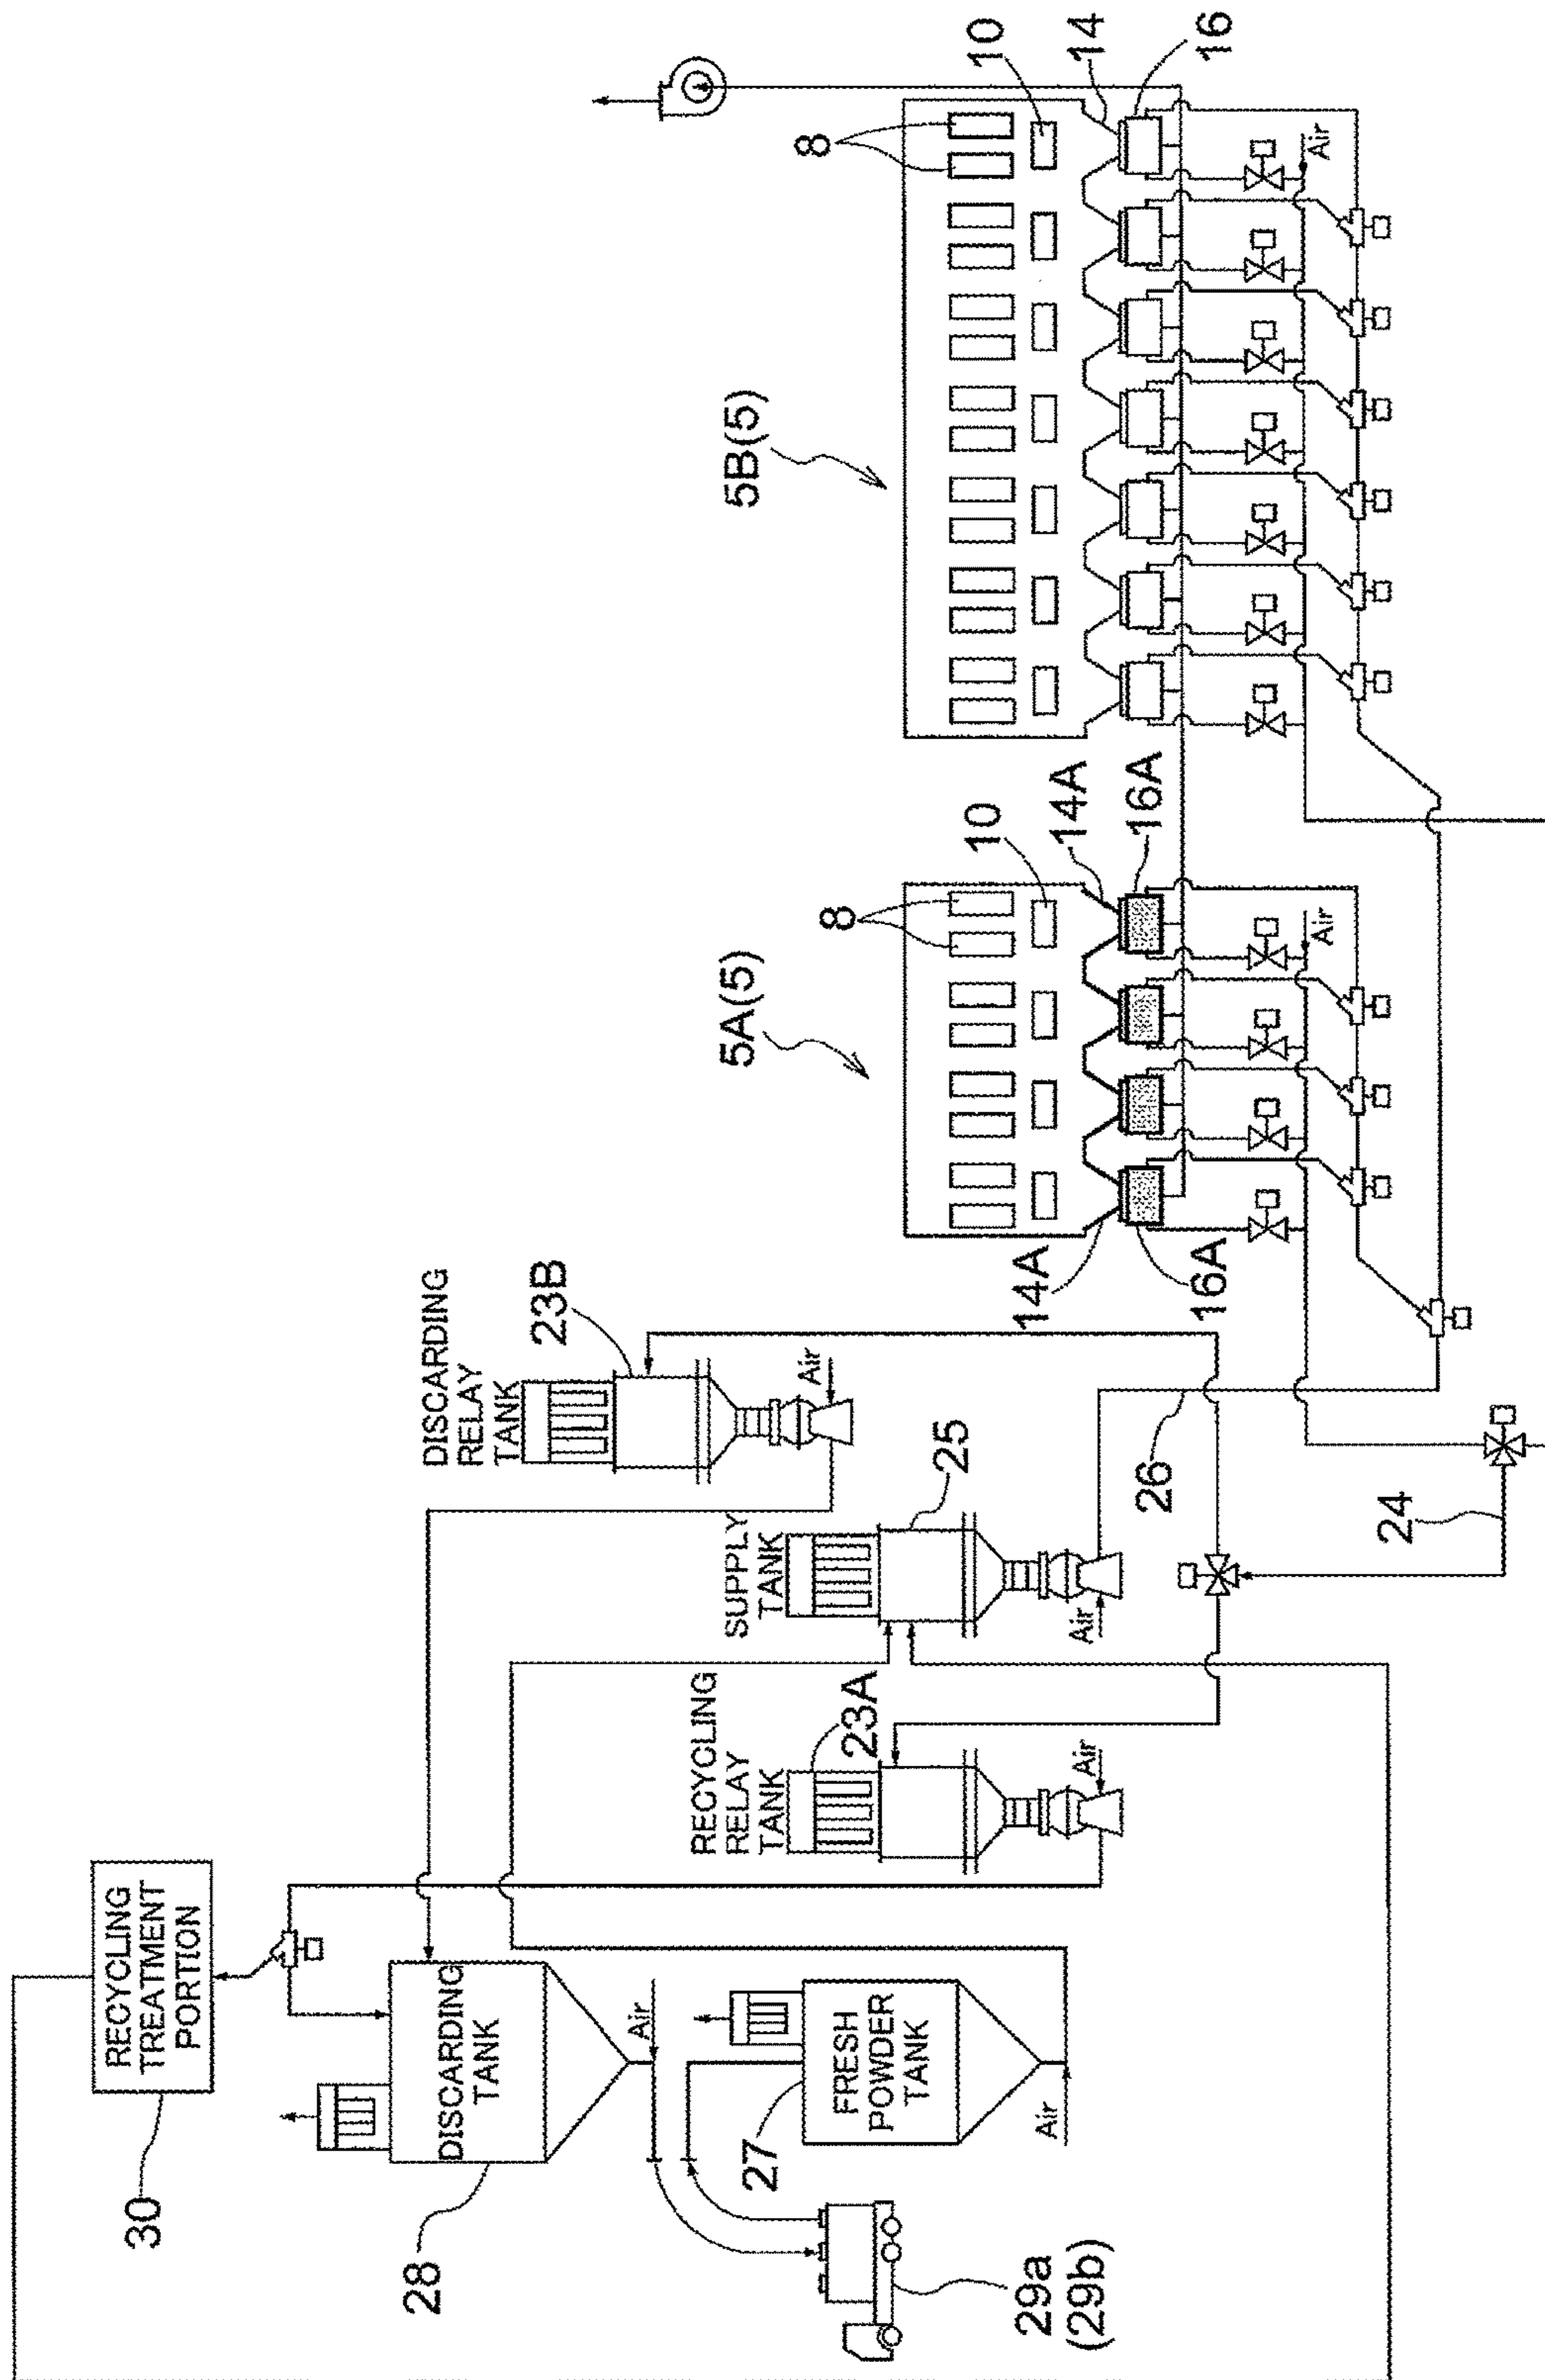 RECYCLING
TREATMENT
PORTION
30
DISCARDING
TANK
28
Air
FRESH
POWDER
TANK
27
Air
29a
(29b)
RECYCLING
RELAY
TANK
23A
Air
SUPPLY
TANK
25
Air
DISCARDING
RELAY
TANK
23B
Air
26
24
5A(5)
8
10
14A
14A
16A
16A
Air
5B(5)
8
10
14
16
Air